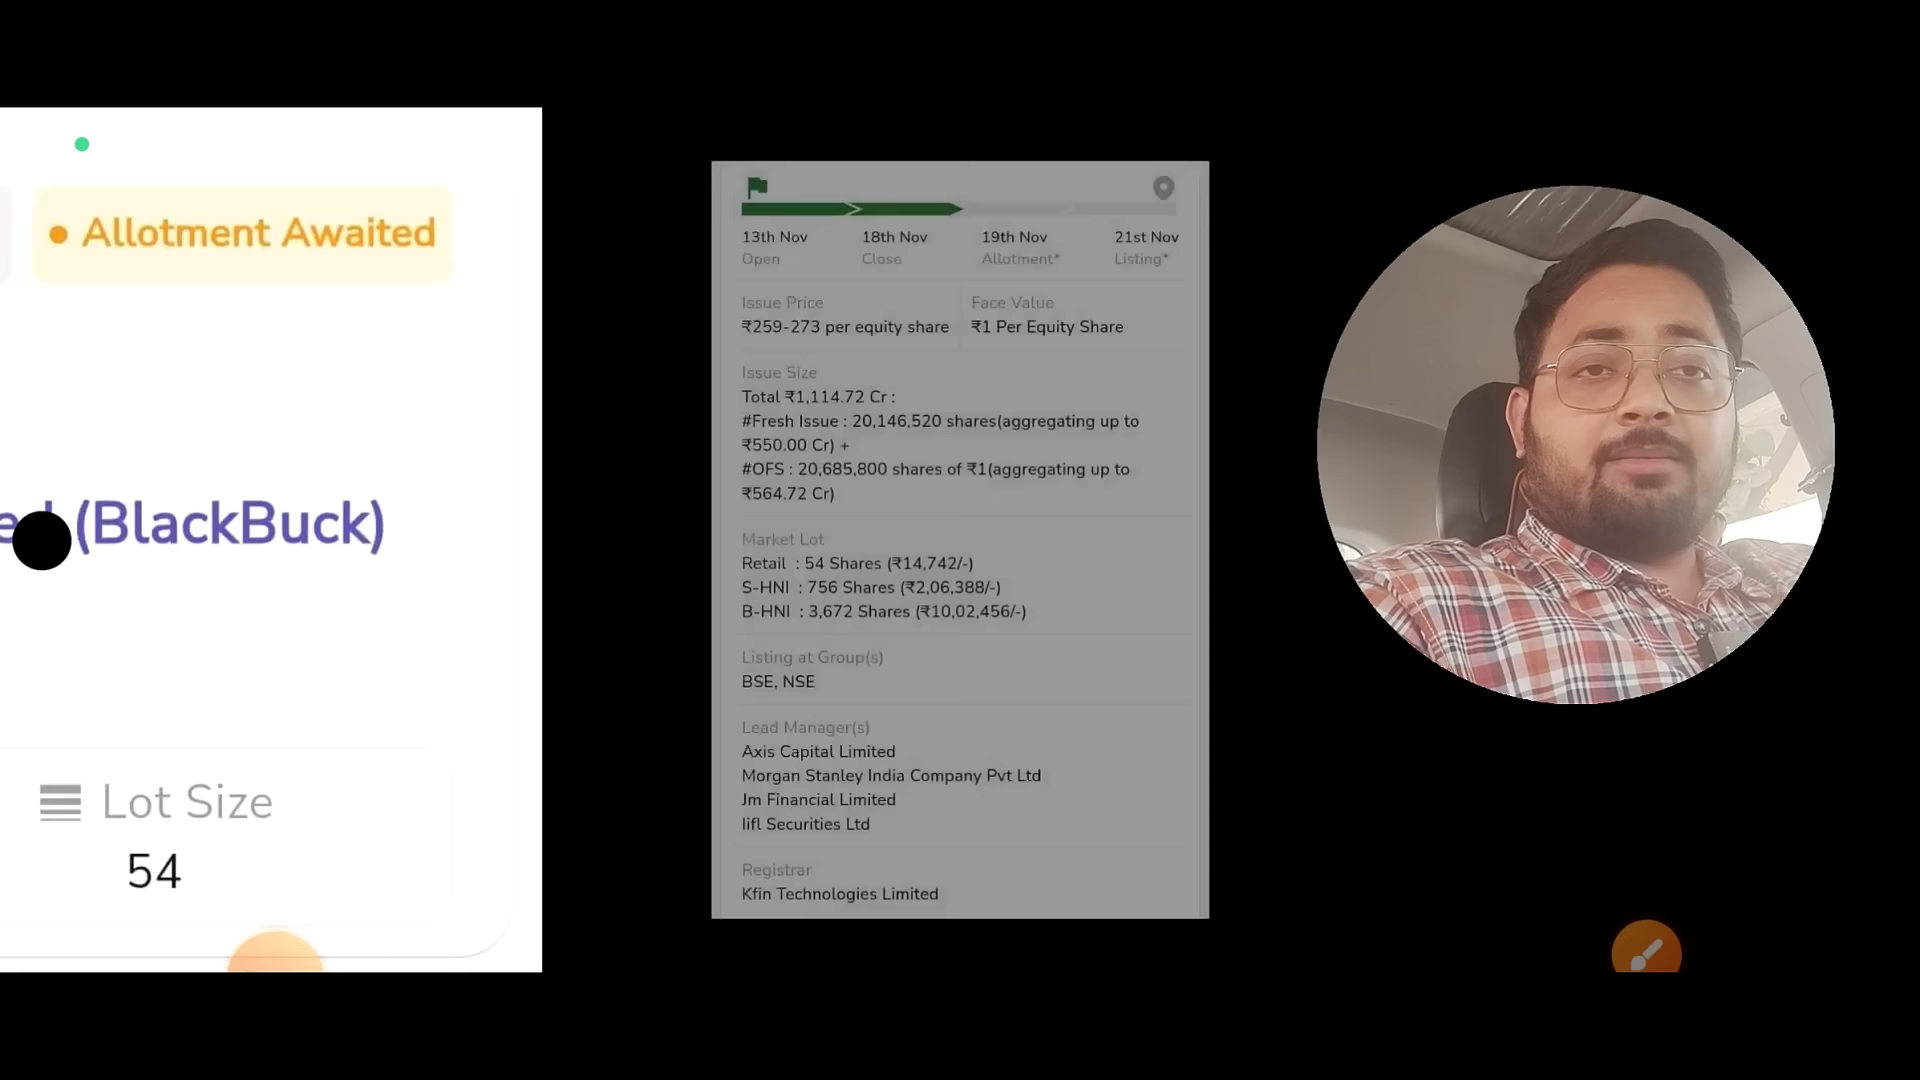 Allotment Awaited
(BlackBuck)
Lot Size
54
13th Nov 18th Nov 19th Nov 21st Nov
Open Close Allotment* Listing*
Issue Price Face Value
₹259-273 per equity share ₹1 Per Equity Share
Issue Size
Total ₹1,114.72 Cr :
#Fresh Issue : 20,146,520 shares(aggregating up to
₹550.00 Cr) +
#OFS : 20,685,800 shares of ₹1(aggregating up to
₹564.72 Cr)
Market Lot
Retail : 54 Shares (₹14,742/-)
S-HNI : 756 Shares (₹2,06,388/-)
B-HNI : 3,672 Shares (₹10,02,456/-)
Listing at Group(s)
BSE, NSE
Lead Manager(s)
Axis Capital Limited
Morgan Stanley India Company Pvt Ltd
Jm Financial Limited
Iifl Securities Ltd
Registrar
Kfin Technologies Limited